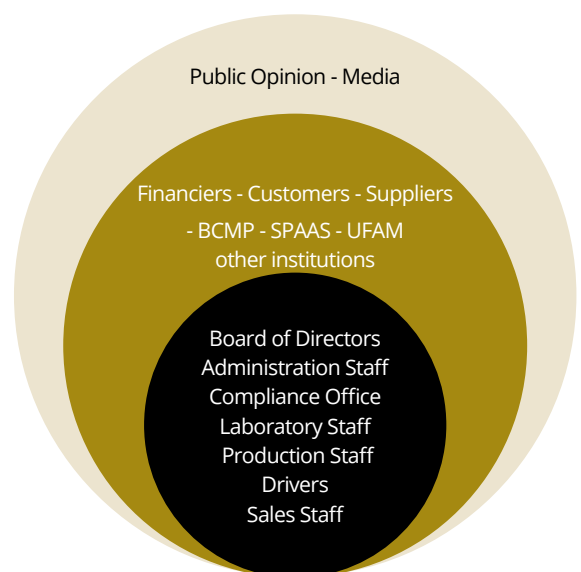 Public Opinion - Media
Financiers - Customers - Suppliers
- BCMP - SPAAS - UFAM
other institutions
Board of Directors
Administration Staff
Compliance Office
Laboratory Staff
Production Staff
Drivers
Sales Staff